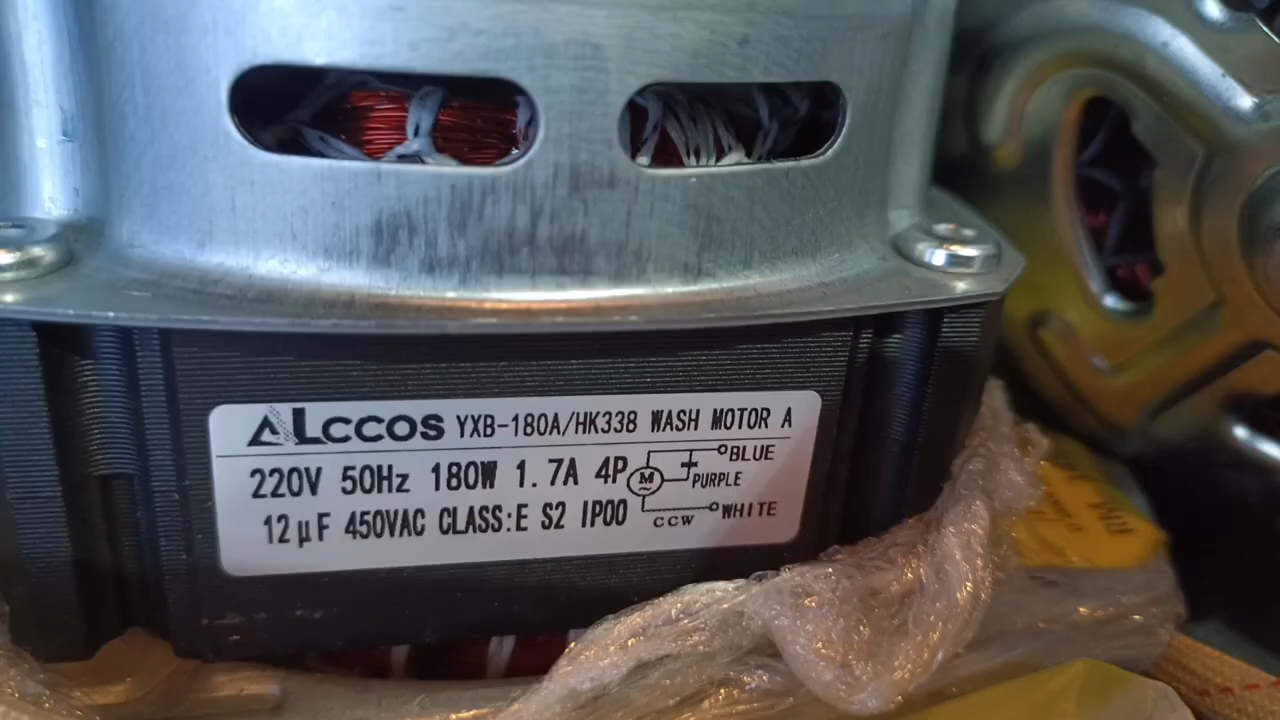 ALCCOS YXB-180A/HK338 WASH MOTOR A
220V 50Hz 180W 1.7A 4P
12μF 450VAC CLASS:E S2 IP00
M
BLUE
PURPLE
WHITE
CCW